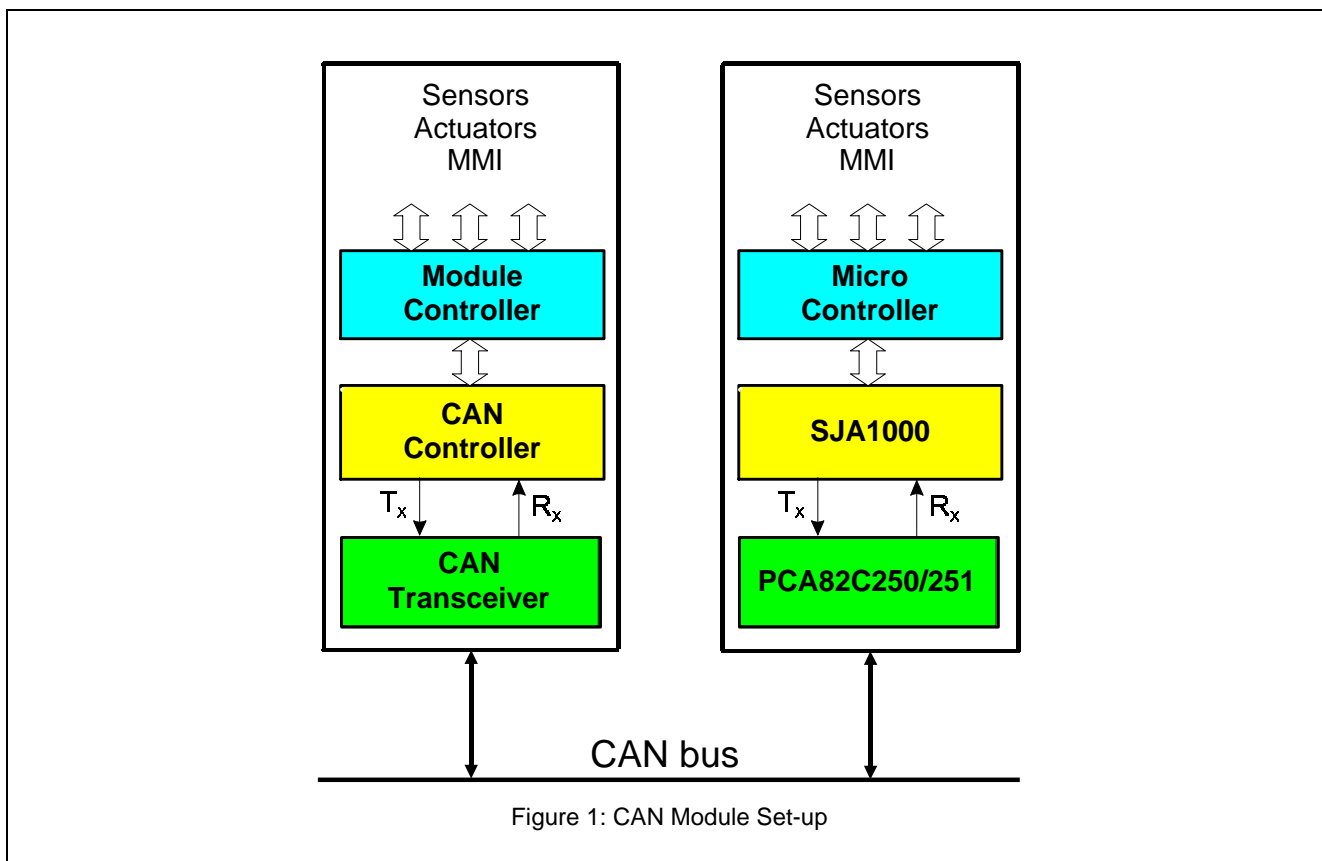 Sensors
Actuators
MMI
Module
Controller
CAN
Controller
Tx
Rx
CAN
Transceiver
Sensors
Actuators
MMI
Micro
Controller
SJA1000
Tx
Rx
PCA82C250/251
CAN bus
Figure 1: CAN Module Set-up